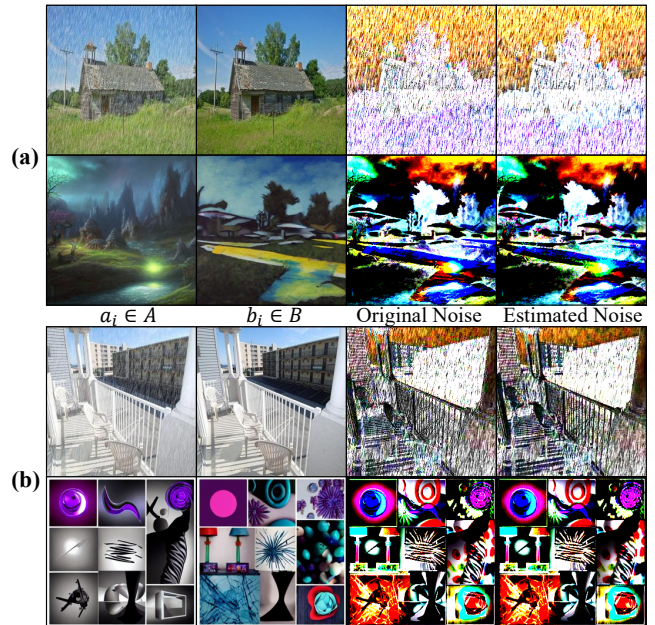 (a)
a_i ∈ A b_i ∈ B Original Noise Estimated Noise
(b)